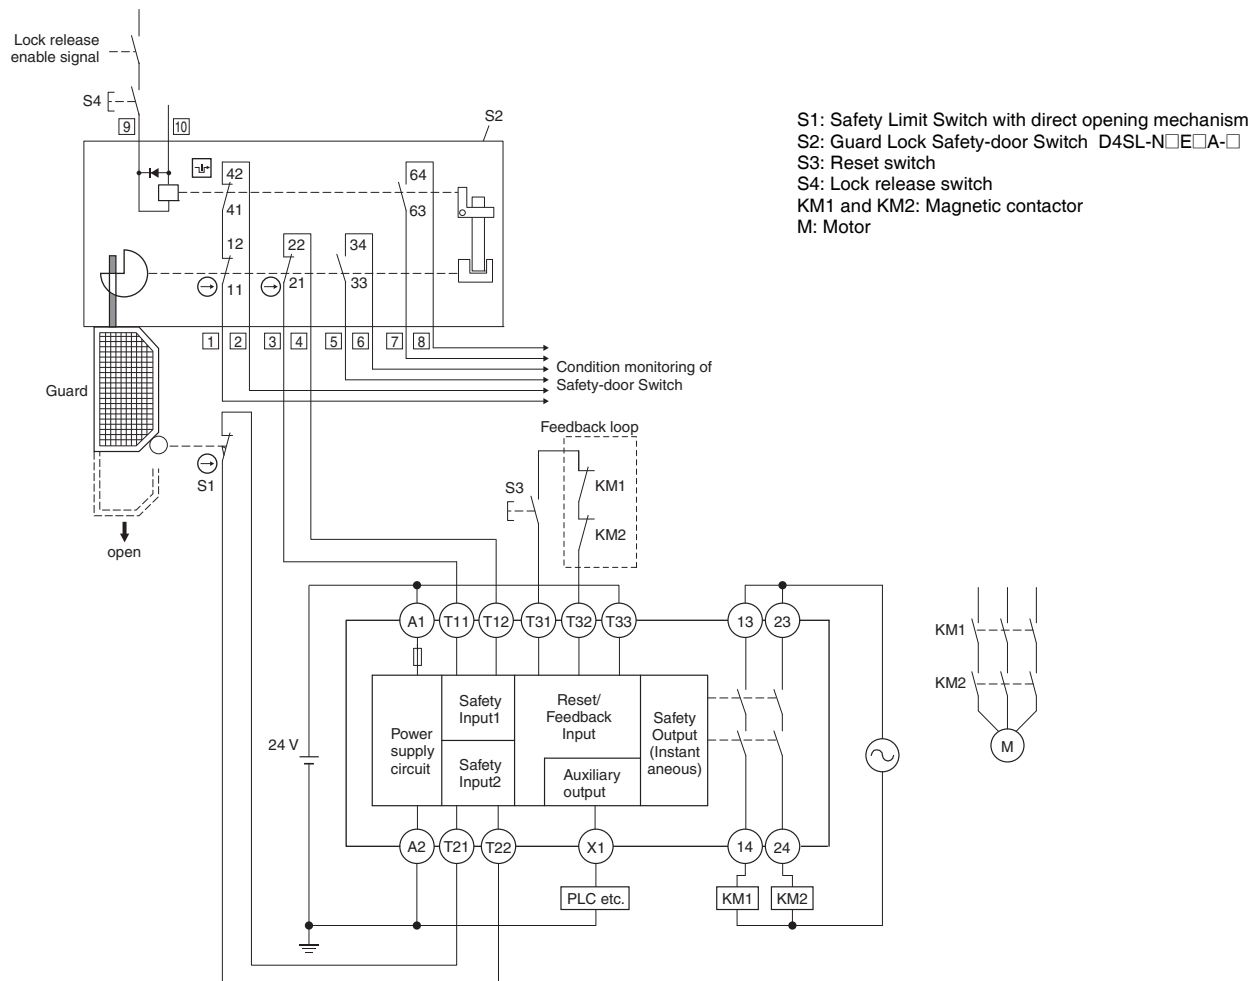 Lock release
enable signal
S4
9
10
S2
S1: Safety Limit Switch with direct opening mechanism
S2: Guard Lock Safety-door Switch D4SL-N□E□A-□
S3: Reset switch
S4: Lock release switch
KM1 and KM2: Magnetic contactor
M: Motor
42
64
41
63
12
22
34
11
21
33
1
2
3
4
5
6
7
8
Condition monitoring of
Safety-door Switch
Guard
Feedback loop
S1
S3
KM1
KM2
open
A1
T11
T12
T31
T32
T33
13
23
KM1
KM2
M
Safety
Input1
Reset/
Feedback
Input
Power
supply
circuit
Safety
Output
(Instant
aneous)
24 V
Safety
Input2
Auxiliary
output
A2
T21
T22
X1
14
24
PLC etc.
KM1
KM2